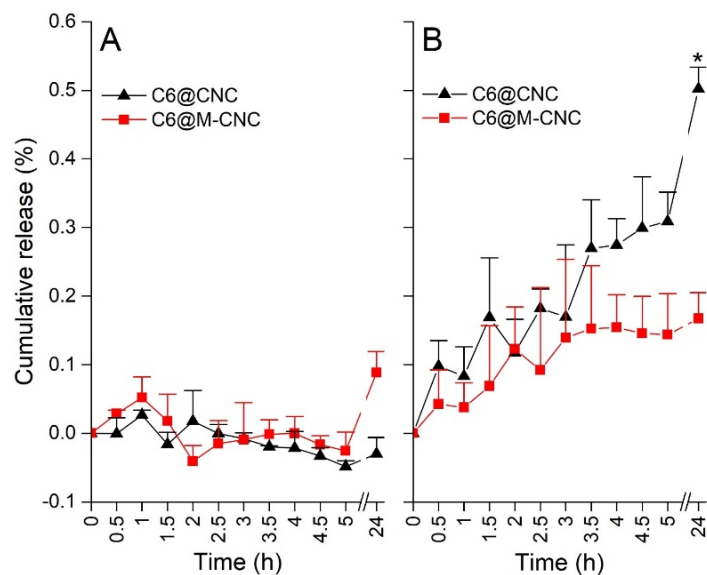 A
B
C6@CNC
C6@M-CNC
C6@CNC
C6@M-CNC
*
Cumulative release (%)
0.6
0.5
0.4
0.3
0.2
0.1
0.0
-0.1
0 0.5 1 1.5 2 2.5 3 3.5 4 4.5 5 24
0 0.5 1 1.5 2 2.5 3 3.5 4 4.5 5 24
Time (h)
Time (h)